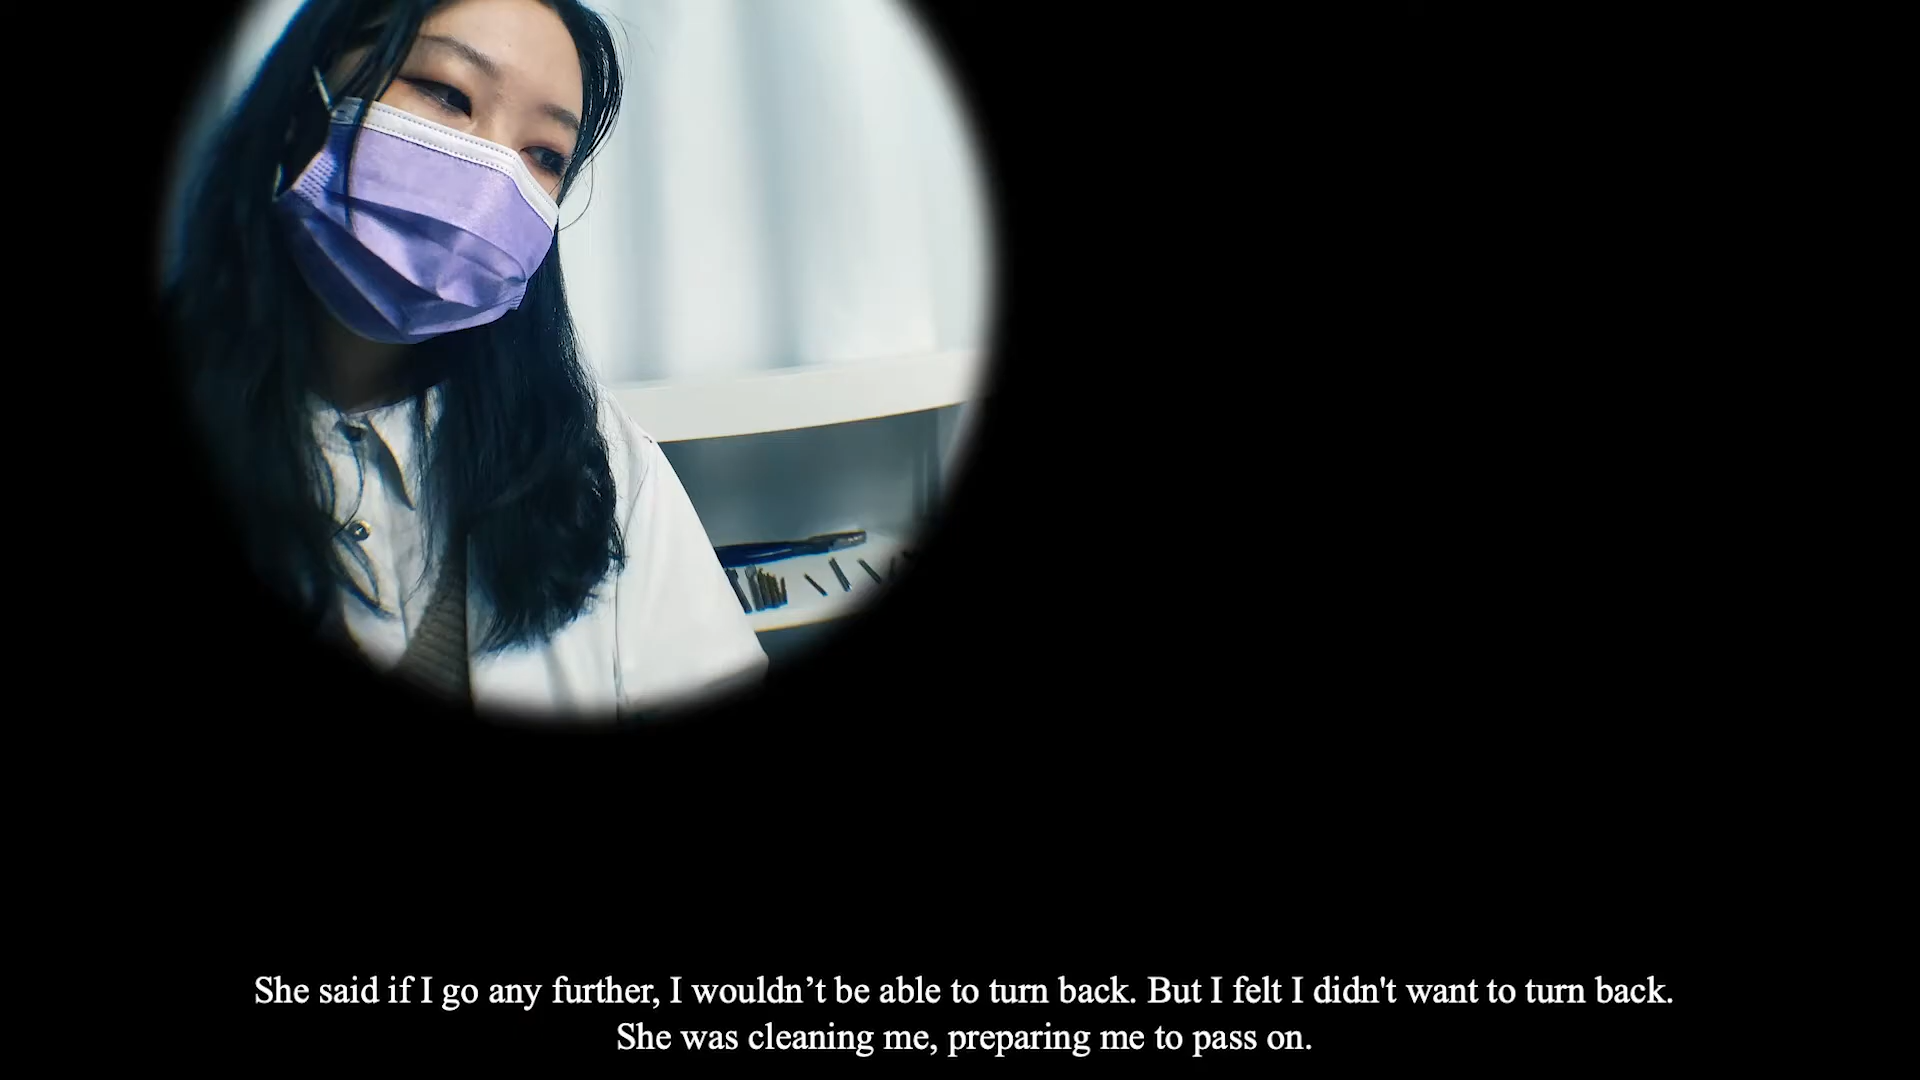 She said if I go any further, I wouldn’t be able to turn back. But I felt I didn't want to turn back.
She was cleaning me, preparing me to pass on.